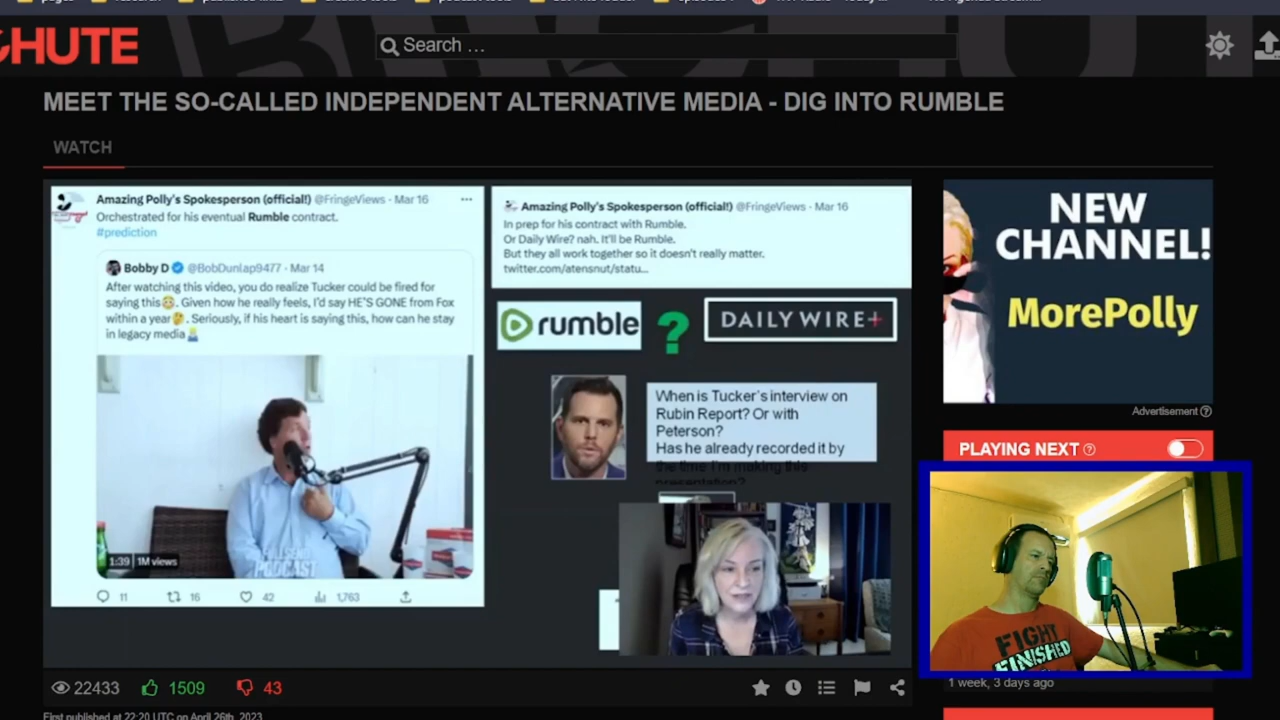 HUTE
Search …
MEET THE SO-CALLED INDEPENDENT ALTERNATIVE MEDIA - DIG INTO RUMBLE
WATCH
Amazing Polly's Spokesperson (official!) @FringeViews · Mar 16
Orchestrated for his eventual Rumble contract.
#prediction
Bobby D @BobDunlap9477 · Mar 14
After watching this video, you do realize Tucker could be fired for
saying this. Given how he really feels, I'd say HE'S GONE from Fox
within a year. Seriously, if his heart is saying this, how can he stay
in legacy media
FULLSEND
PODCAST
1:39 1M views
11 16 42 1,763
Amazing Polly's Spokesperson (official!) @FringeViews · Mar 16
In prep for his contract with Rumble.
Or Daily Wire? nah. It'll be Rumble.
But they all work together so it doesn't really matter.
twitter.com/atensnut/statu...
rumble
?
DAILY WIRE+
When is Tucker's interview on
Rubin Report? Or with
Peterson?
Has he already recorded it by
the time I'm making this
presentation?
NEW
CHANNEL!
MorePolly
Advertisement
PLAYING NEXT
FIGHT
FINISHED
1 week, 3 days ago
22433 1509 43
First published at 22:20 UTC on April 26th, 2023